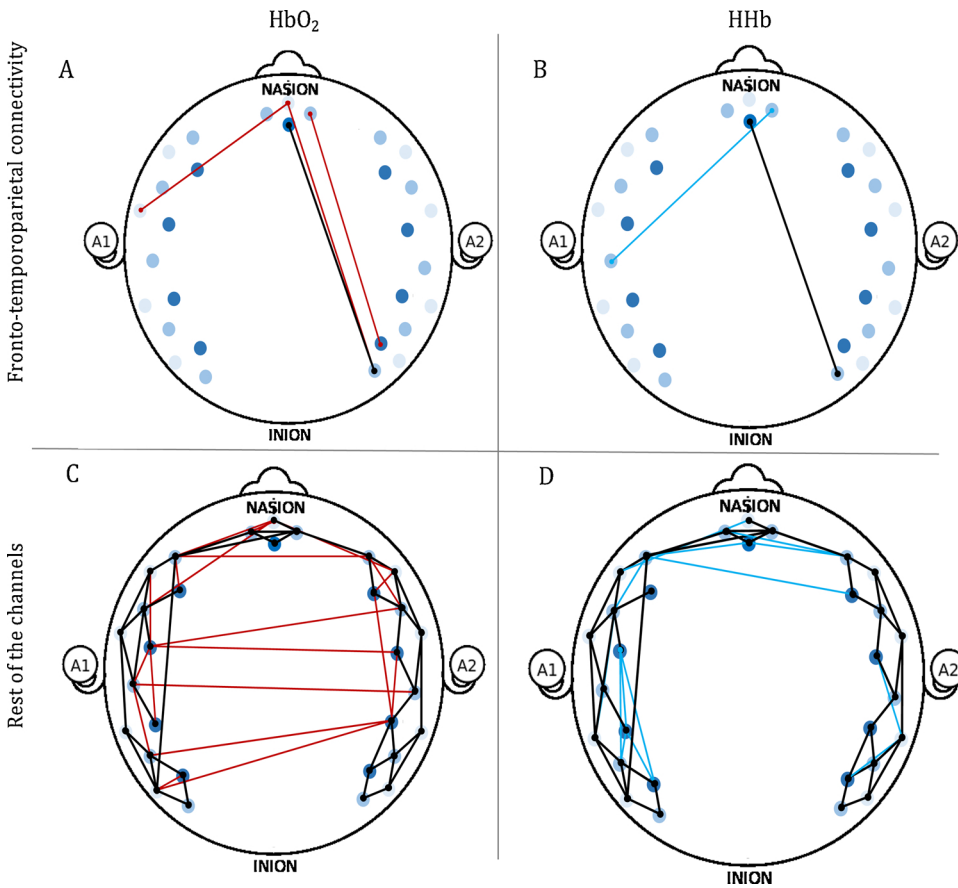 HbO₂
HHb
Fronto-temporoparietal connectivity
A
NASION
A1
A2
INION
B
NASION
A1
A2
INION
Rest of the channels
C
NASION
A1
A2
INION
D
NASION
A1
A2
INION